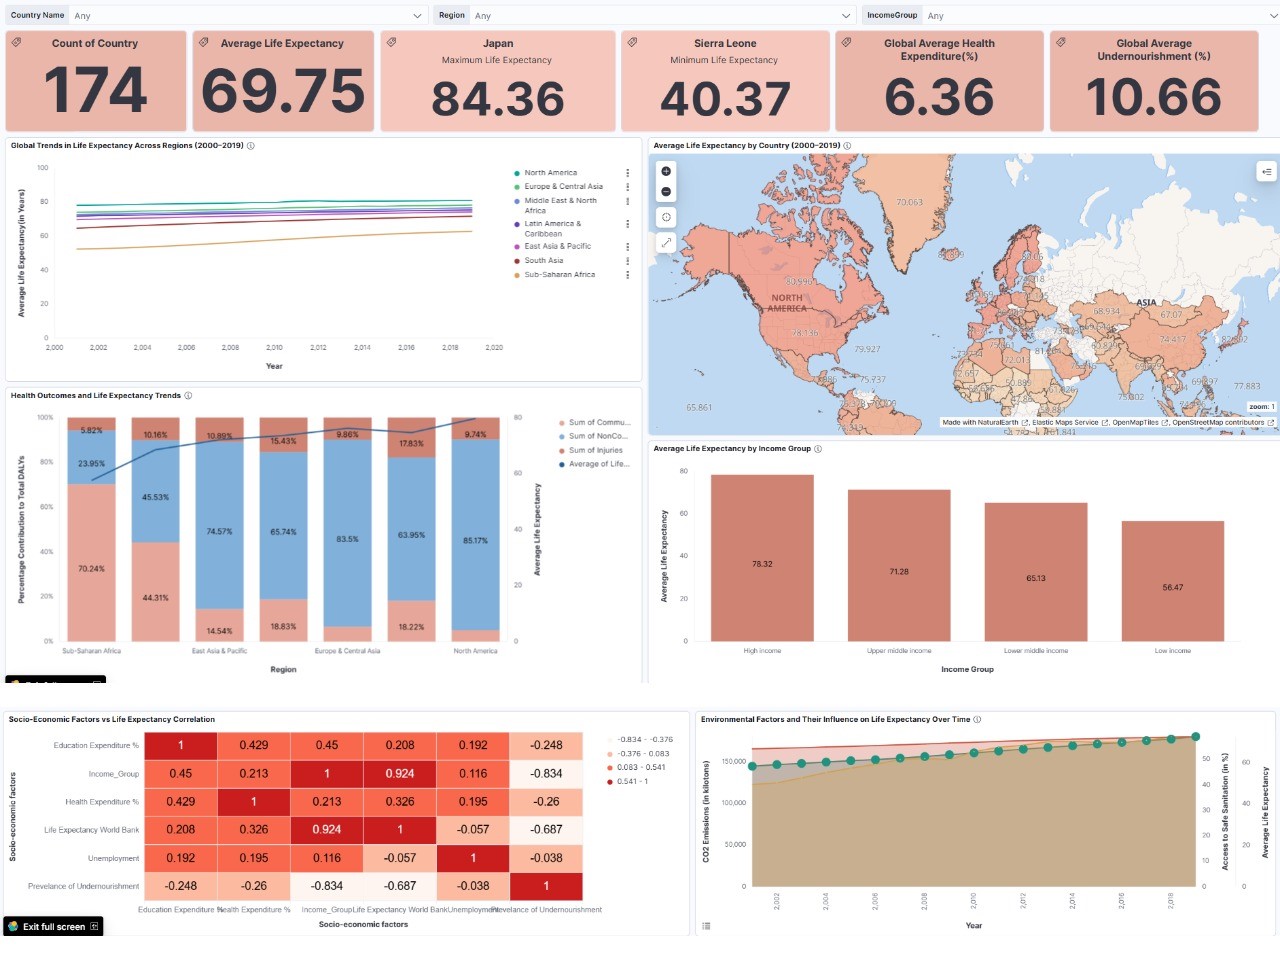 Country Name Any
Region Any
IncomeGroup Any
Count of Country
174
Average Life Expectancy
69.75
Japan
Maximum Life Expectancy
84.36
Sierra Leone
Minimum Life Expectancy
40.37
Global Average Health
Expenditure(%)
6.36
Global Average
Undernourishment (%)
10.66
Global Trends in Life Expectancy Across Regions (2000–2019)
Average Life Expectancy(in Years)
100
80
60
40
20
0
2,000 2,002 2,004 2,006 2,008 2,010 2,012 2,014 2,016 2,018 2,020
Year
North America
Europe & Central Asia
Middle East & North
Africa
Latin America &
Caribbean
East Asia & Pacific
South Asia
Sub-Saharan Africa
Average Life Expectancy by Country (2000–2019)
70.063
NORTH
AMERICA
78.136
79.927
75.737
65.861
ASIA
68.934
67.07
74.417
72.013
50.889
77.883
zoom: 1
Made with NaturalEarth, Elastic Maps Service, OpenMapTiles, OpenStreetMap contributors
Health Outcomes and Life Expectancy Trends
Percentage Contribution to Total DALYs
100%
80%
60%
40%
20%
0%
5.82%
23.95%
70.24%
10.16%
45.53%
44.31%
10.89%
74.57%
14.54%
15.43%
65.74%
18.83%
9.86%
83.5%
17.83%
63.95%
18.22%
9.74%
85.17%
80
60
40
20
0
Average Life Expectancy
Sub-Saharan Africa East Asia & Pacific Europe & Central Asia North America
Region
Sum of Commu...
Sum of NonCo...
Sum of Injuries
Average of Life...
Average Life Expectancy by Income Group
Average Life Expectancy
80
60
40
20
0
78.32
71.28
65.13
56.47
High income Upper middle income Lower middle income Low income
Income Group
Socio-Economic Factors vs Life Expectancy Correlation
Socio-economic factors
Education Expenditure % 1 0.429 0.45 0.208 0.192 -0.248
Income_Group 0.45 0.213 1 0.924 0.116 -0.834
Health Expenditure % 0.429 1 0.213 0.326 0.195 -0.26
Life Expectancy World Bank 0.208 0.326 0.924 1 -0.057 -0.687
Unemployment 0.192 0.195 0.116 -0.057 1 -0.038
Prevelance of Undernourishment -0.248 -0.26 -0.834 -0.687 -0.038 1
Education Expenditure % Health Expenditure % Income_Group Life Expectancy World Bank Unemployment Prevelance of Undernourishment
Socio-economic factors
-0.834 - -0.376
-0.376 - 0.083
0.083 - 0.541
0.541 - 1
Exit full screen
Environmental Factors and Their Influence on Life Expectancy Over Time
CO2 Emissions (in kilotons)
150,000
100,000
50,000
0
2,002 2,004 2,006 2,008 2,010 2,012 2,014 2,016 2,018
Year
50
40
30
20
10
0
Access to Safe Sanitation (in %)
60
40
20
0
Average Life Expectancy